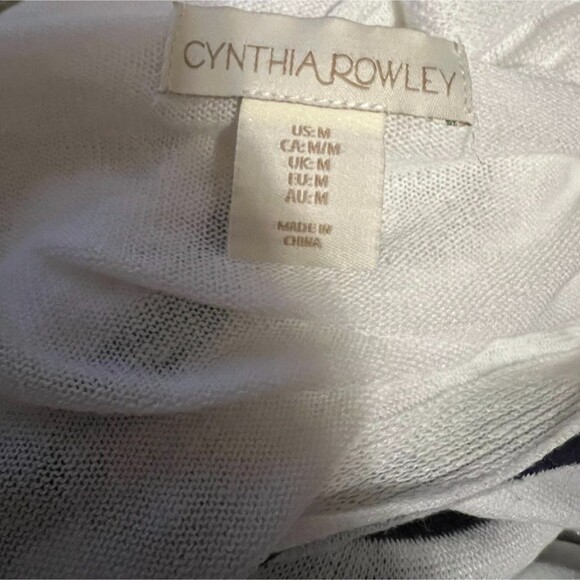 CYNTHIA ROWLEY
US: M
CA: M/M
UK: M
EU: M
AU: M
MADE IN
CHINA